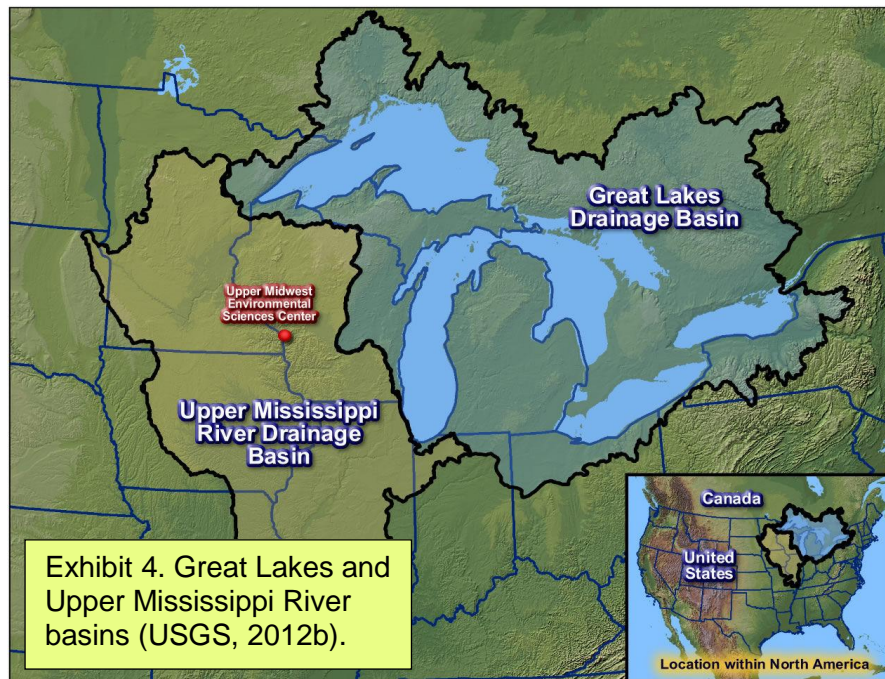 Great Lakes
Drainage Basin
Upper Midwest
Environmental
Sciences Center
Upper Mississippi
River Drainage
Basin
Exhibit 4. Great Lakes and
Upper Mississippi River
basins (USGS, 2012b).
Canada
United
States
Location within North America